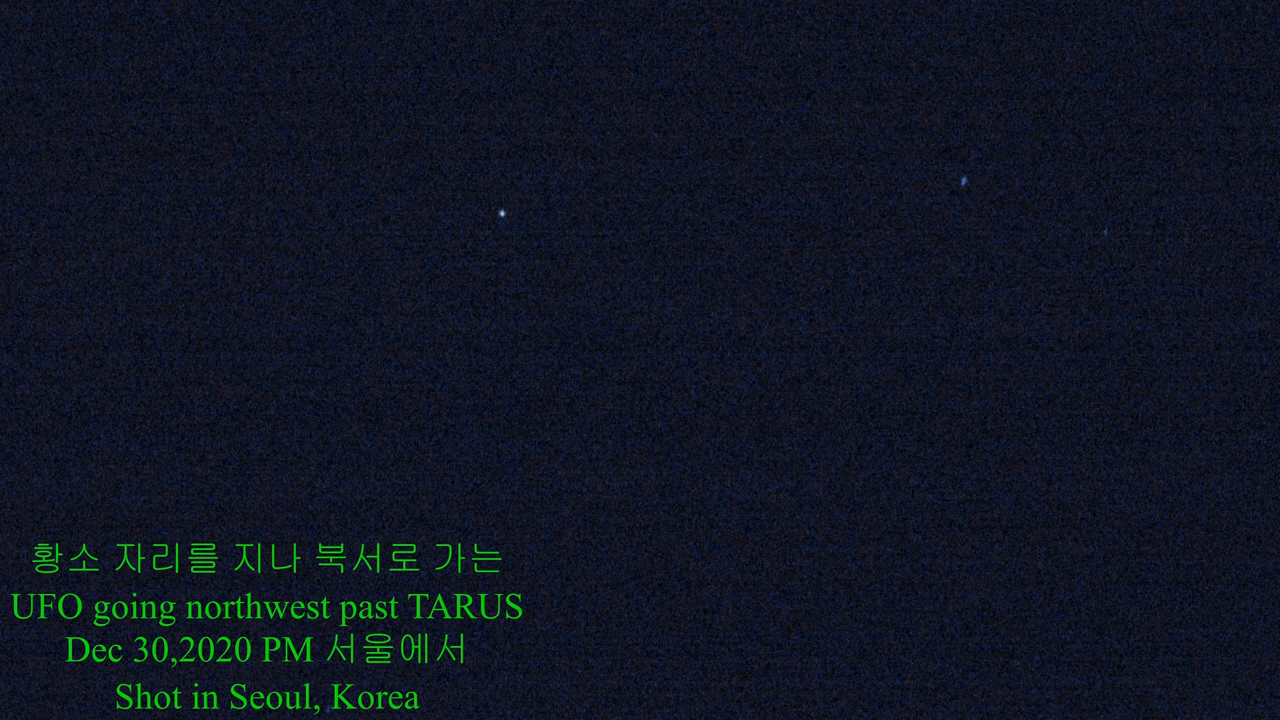 황소 자리를 지나 북서로 가는
UFO going northwest past TARUS
Dec 30,2020 PM 서울에서
Shot in Seoul, Korea